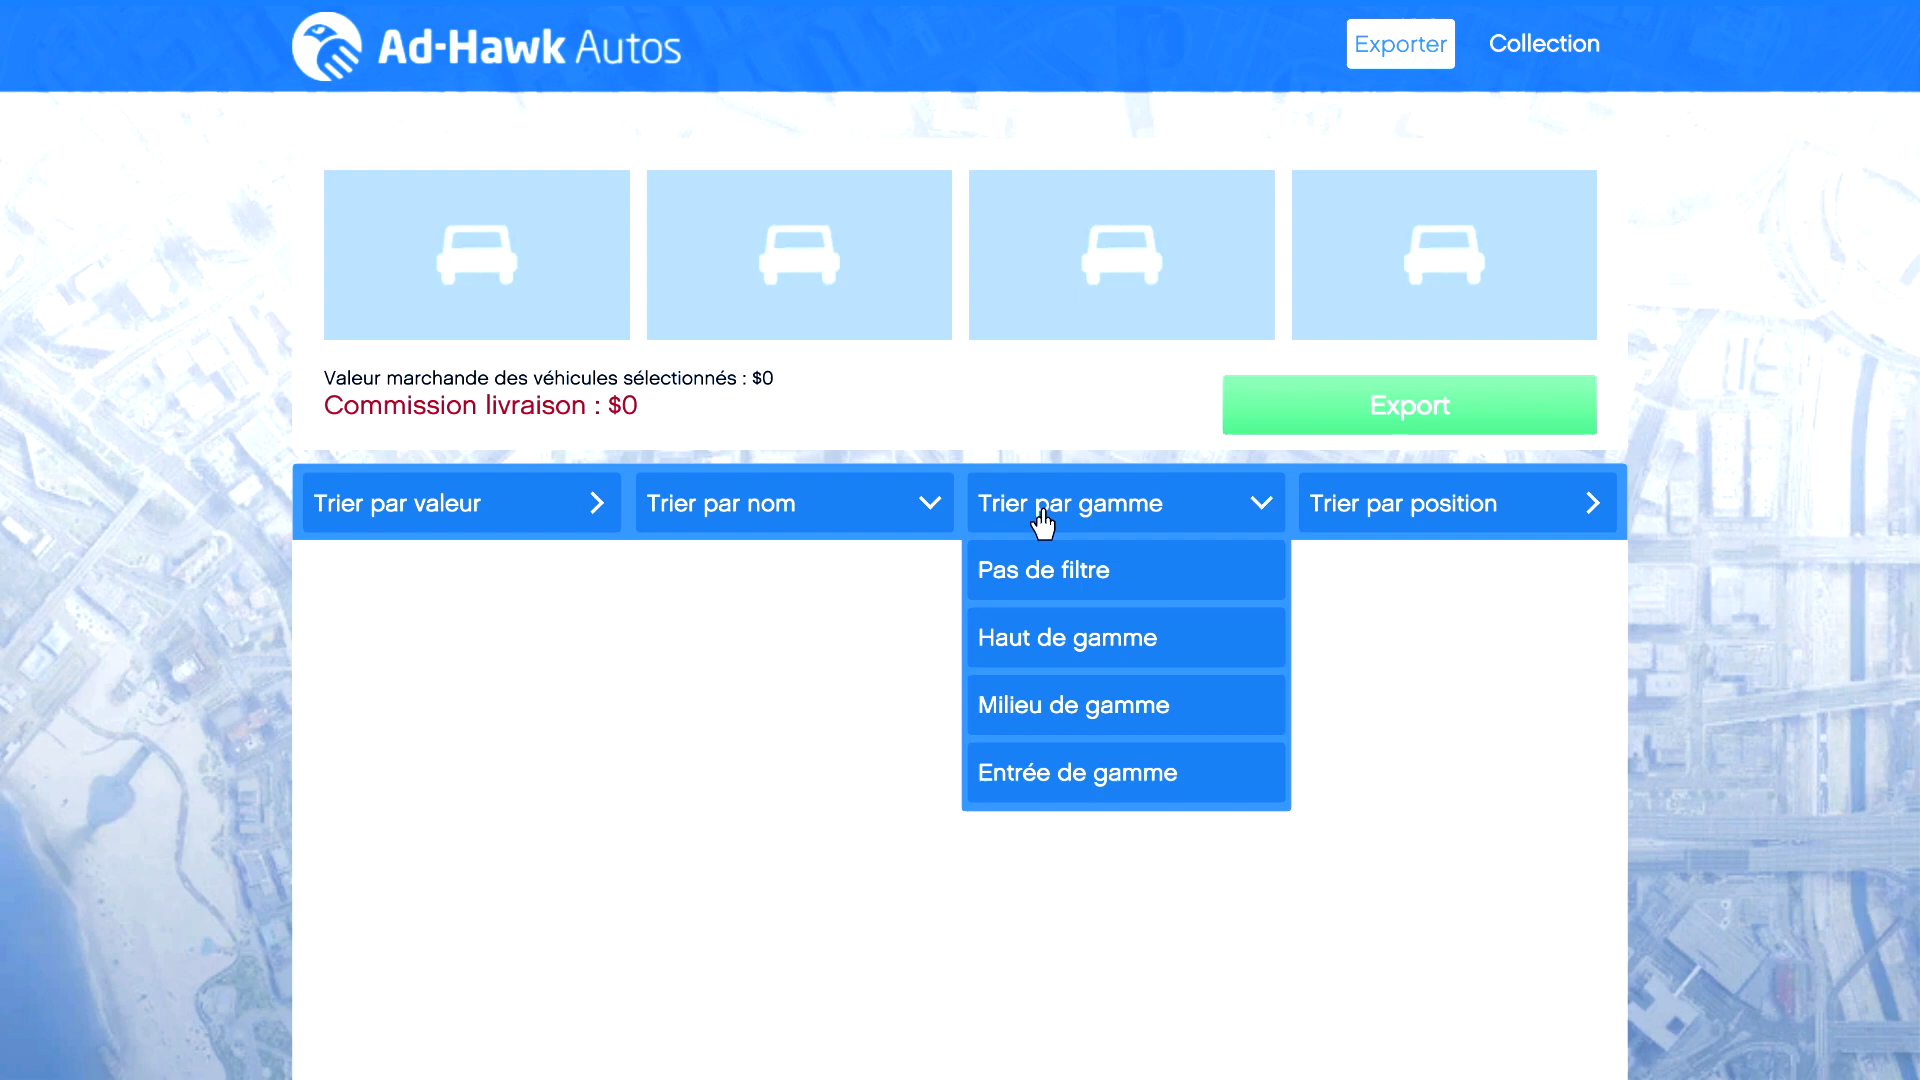 Ad-Hawk Autos
Exporter
Collection
Valeur marchande des véhicules sélectionnés : $0
Commission livraison : $0
Export
Trier par valeur
Trier par nom
Trier par gamme
Trier par position
Pas de filtre
Haut de gamme
Milieu de gamme
Entrée de gamme